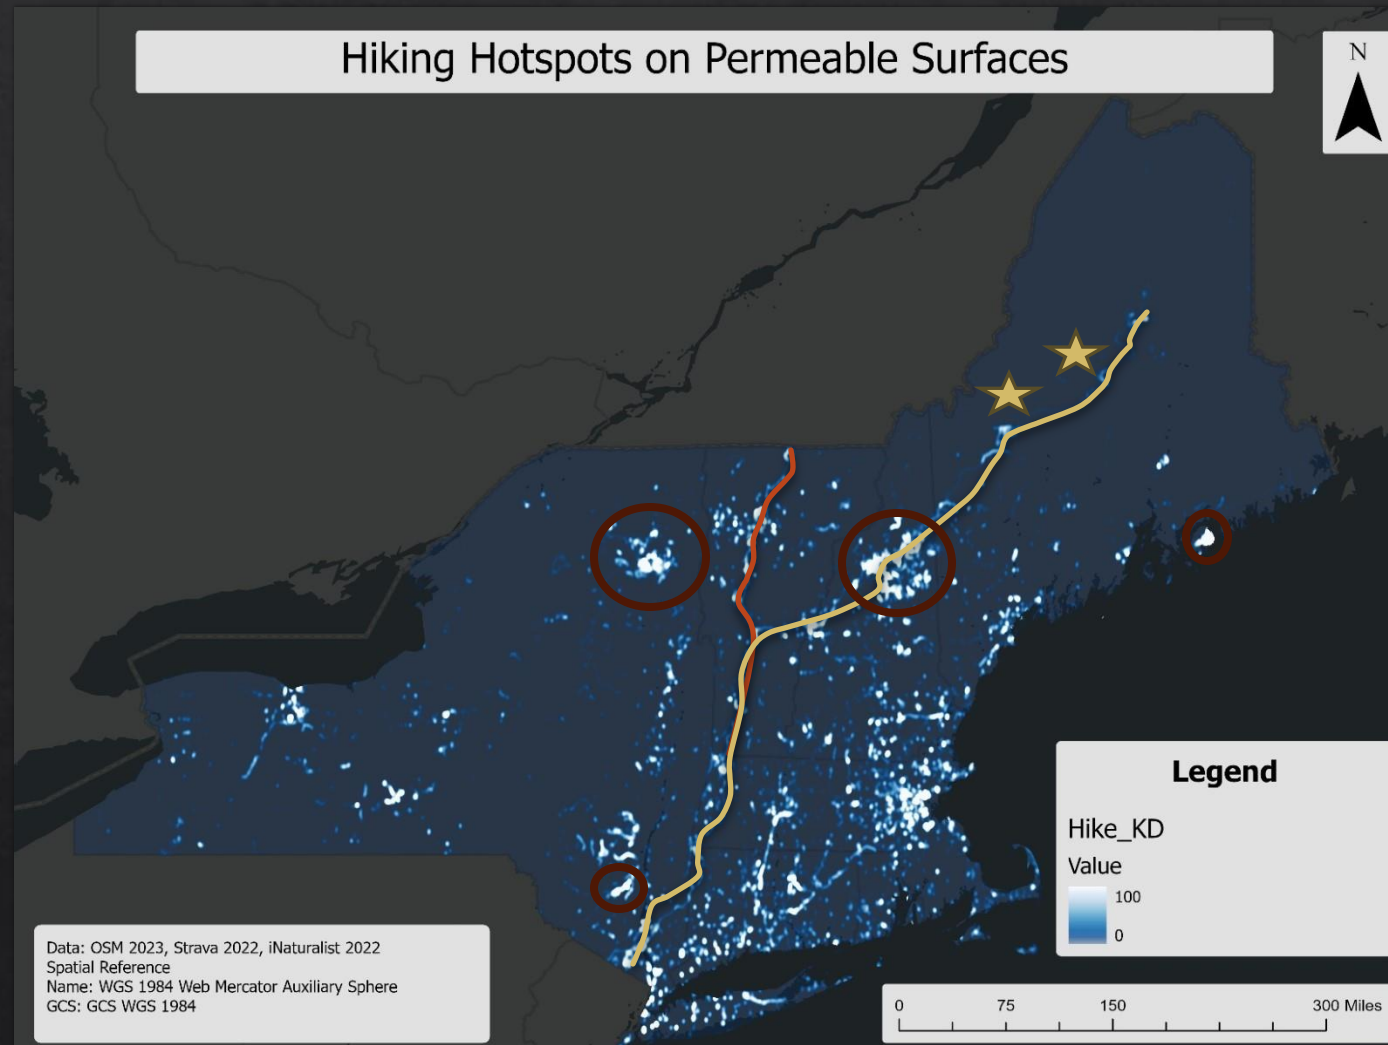 Hiking Hotspots on Permeable Surfaces
N
Legend
Hike_KD
Value
100
0
Data: OSM 2023, Strava 2022, iNaturalist 2022
Spatial Reference
Name: WGS 1984 Web Mercator Auxiliary Sphere
GCS: GCS WGS 1984
0 75 150 300 Miles